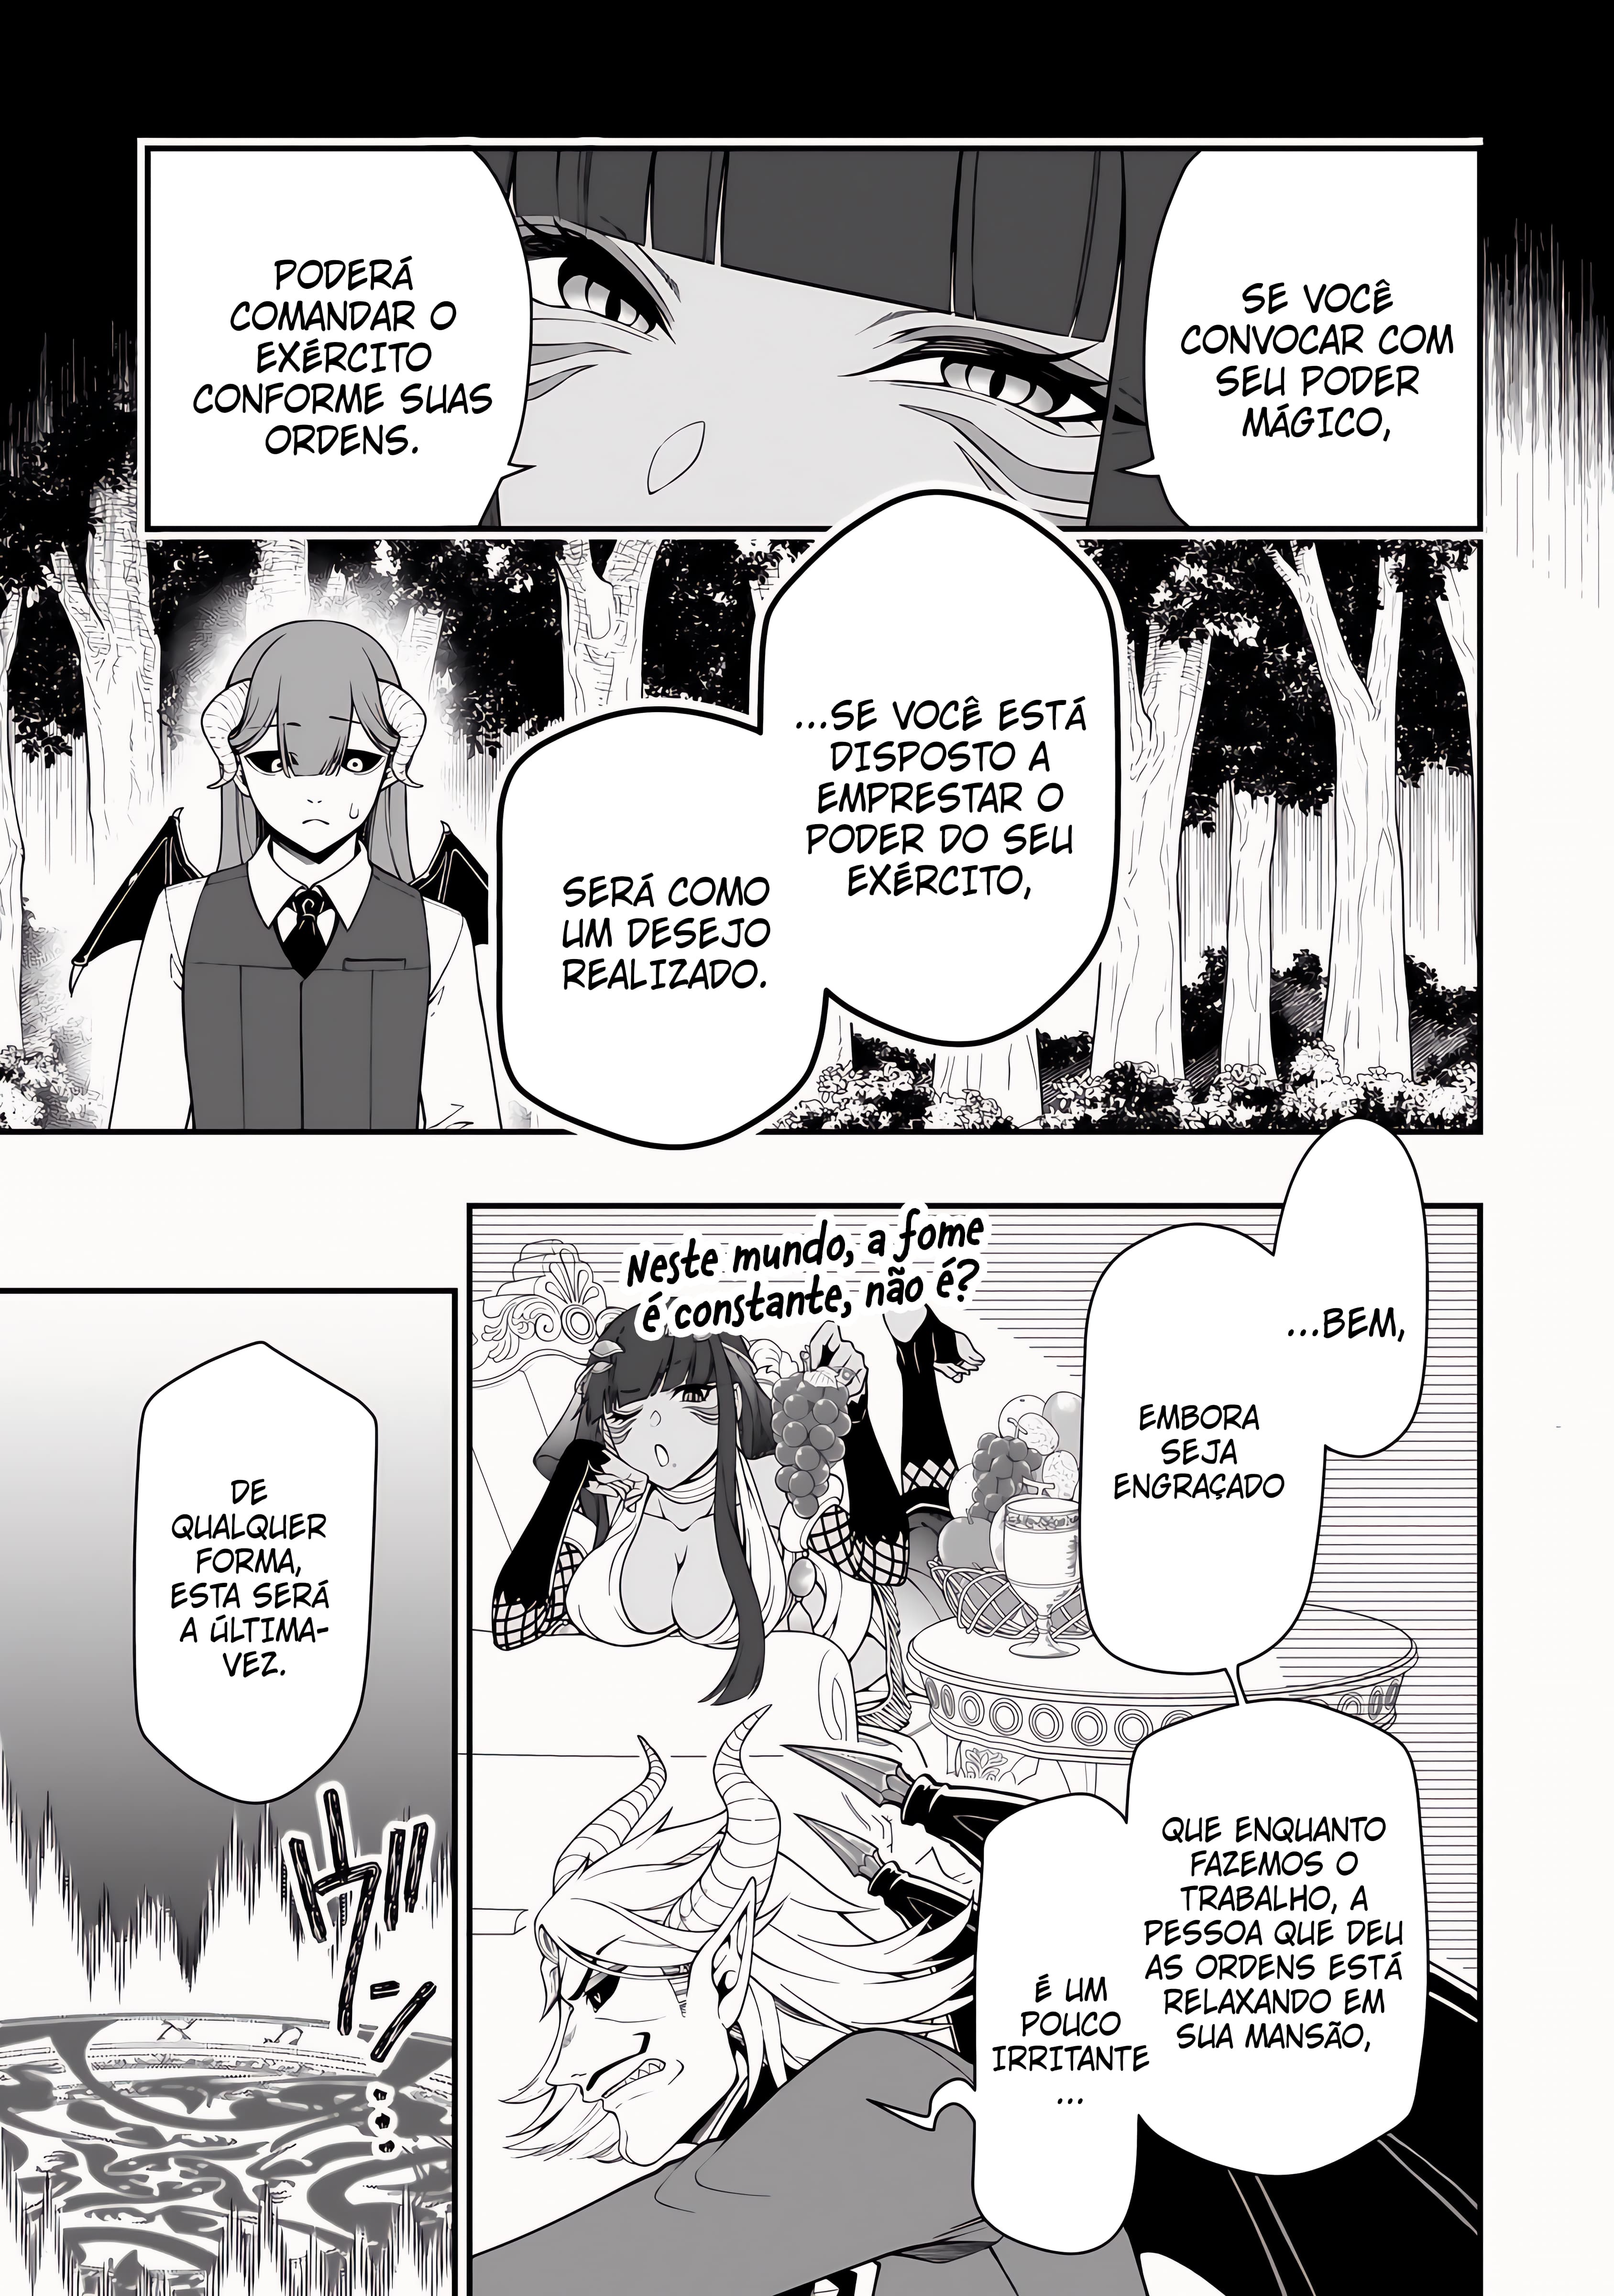 SE VOCÊ
CONVOCAR COM
SEU PODER
MÁGICO,
PODERÁ
COMANDAR O
EXÉRCITO
CONFORME SUAS
ORDENS.
...SE VOCÊ ESTÁ
DISPOSTO A
EMPRESTAR O
PODER DO SEU
EXÉRCITO,
SERÁ COMO
UM DESEJO
REALIZADO.
...BEM,
EMBORA
SEJA
ENGRAÇADO
Neste mundo, a fome
é constante, não é?
QUE ENQUANTO
FAZEMOS O
TRABALHO, A
PESSOA QUE DEU
AS ORDENS ESTÁ
RELAXANDO EM
SUA MANSÃO,
É UM
POUCO
IRRITANTE
...
DE
QUALQUER
FORMA,
ESTA SERÁ
A ÚLTIMA-
VEZ.
ヴン…